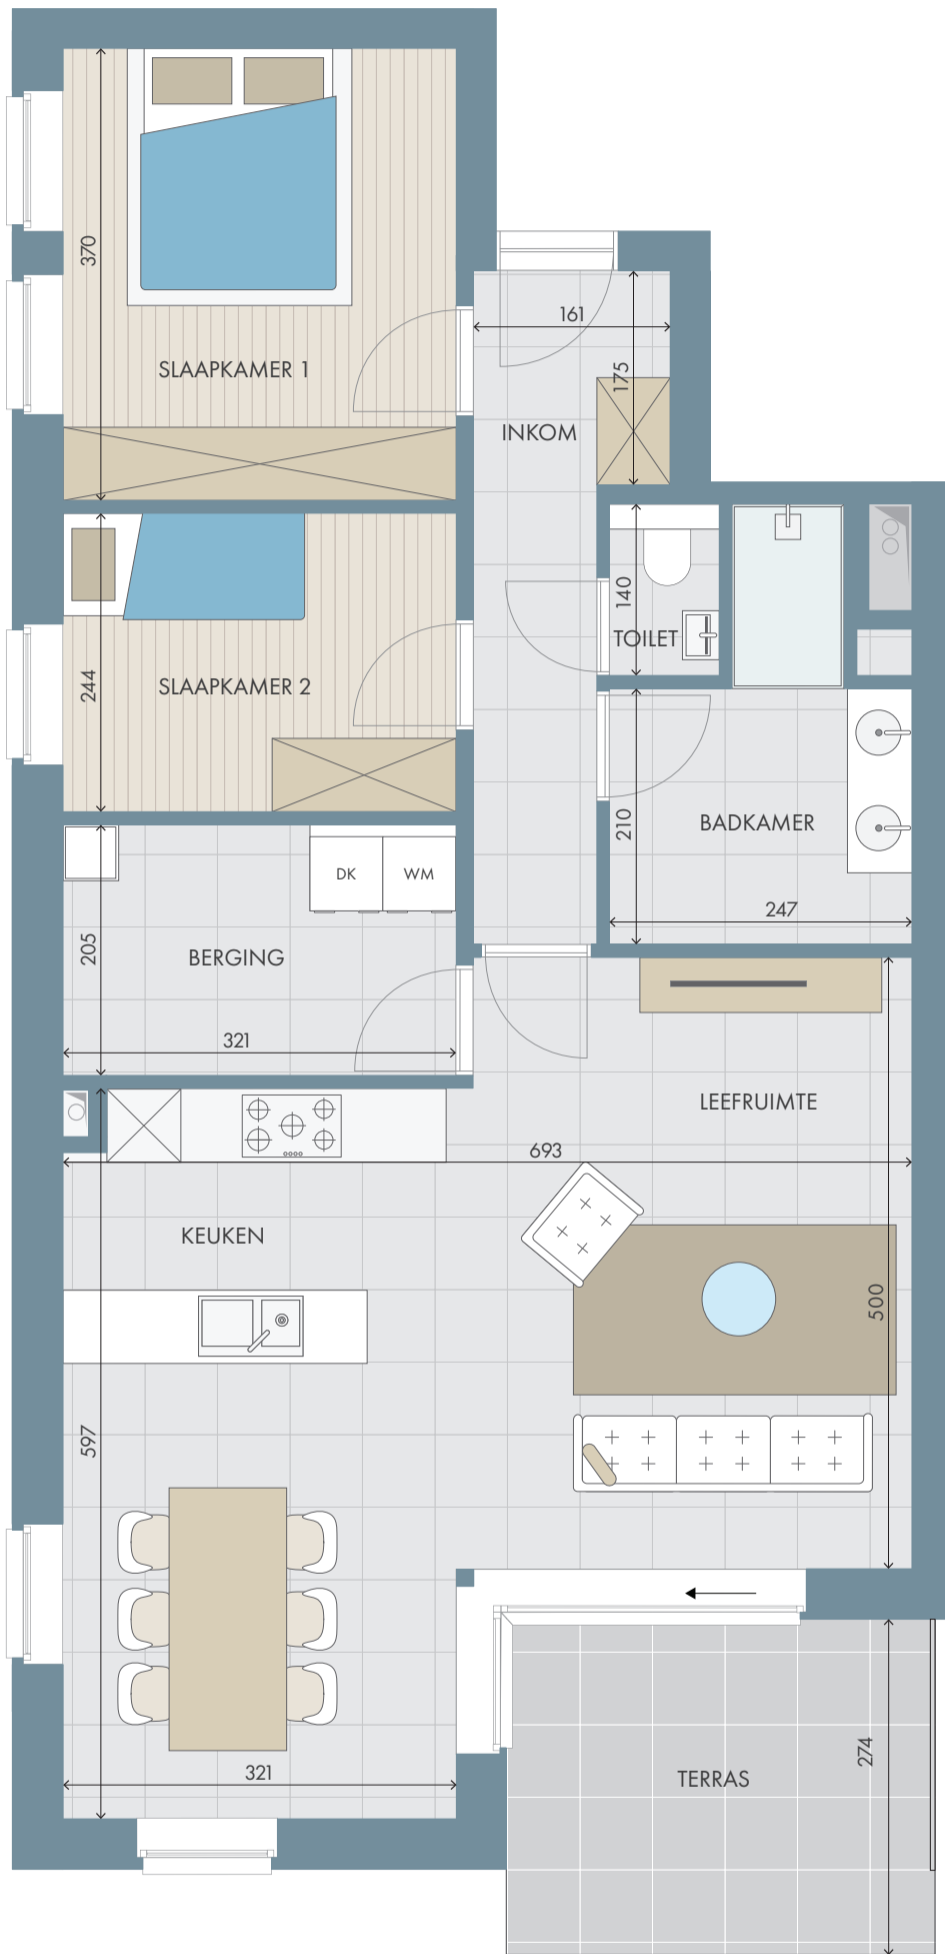 370
SLAAPKAMER 1
161
175
INKOM
140
TOILET
244
SLAAPKAMER 2
210
BADKAMER
247
DK
WM
205
BERGING
321
LEEFRUIMTE
693
KEUKEN
500
597
321
TERRAS
274